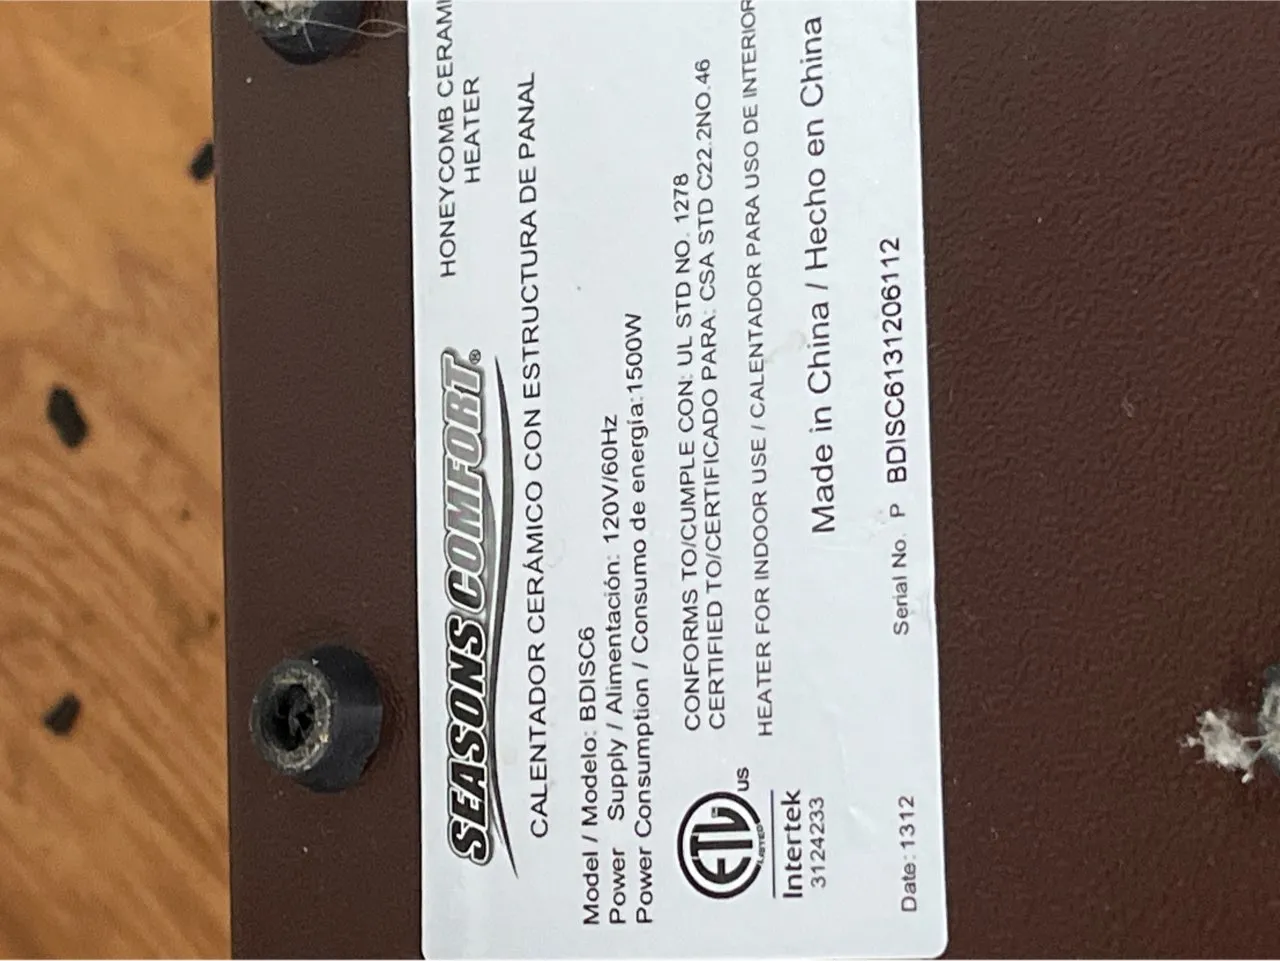 SEASONS COMFORT®
HONEYCOMB CERAMI
HEATER
CALENTADOR CERÁMICO CON ESTRUCTURA DE PANAL
Model / Modelo: BDISC6
Power Supply / Alimentación: 120V/60Hz
Power Consumption / Consumo de energía:1500W
ETL LISTED US
Intertek
3124233
CONFORMS TO/CUMPLE CON: UL STD NO. 1278
CERTIFIED TO/CERTIFICADO PARA: CSA STD C22.2NO.46
HEATER FOR INDOOR USE / CALENTADOR PARA USO DE INTERIOR
Made in China / Hecho en China
Date:1312
Serial No. P BDISC6131206112